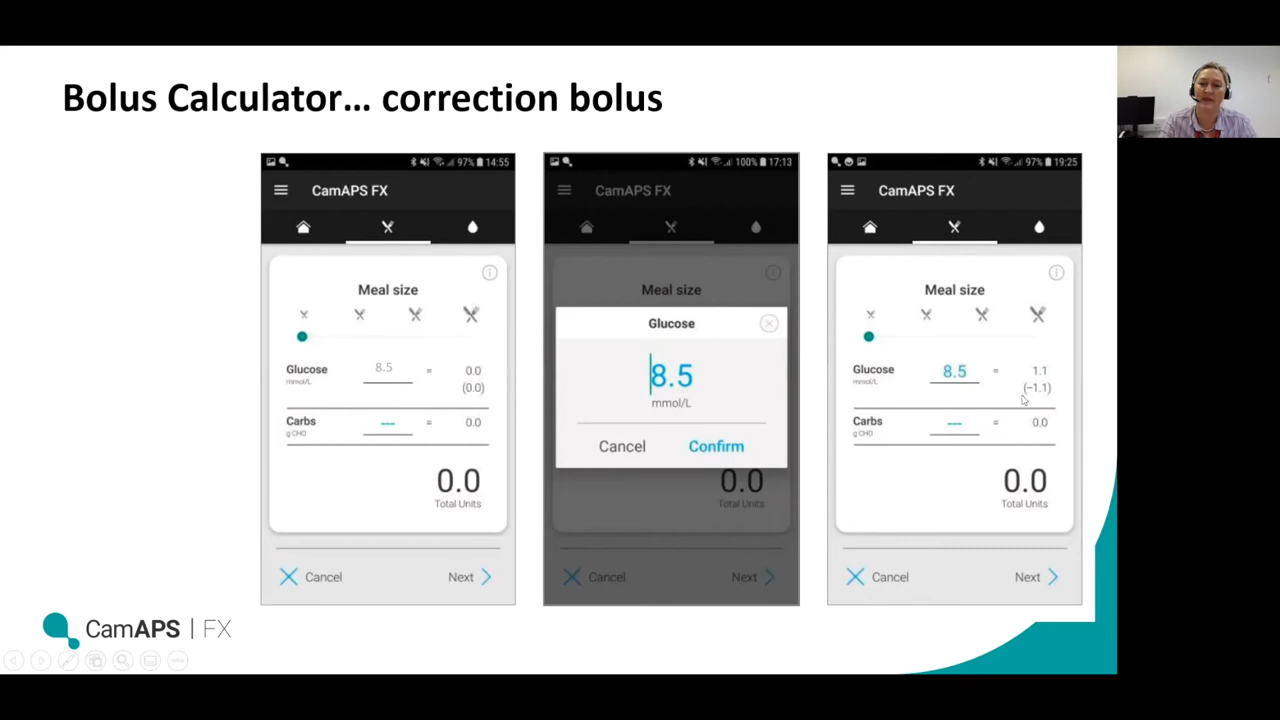 Bolus Calculator... correction bolus
97% 14:55
CamAPS FX
Meal size
Glucose 8.5 = 0.0
mmol/L (0.0)
Carbs --- = 0.0
g CHO
0.0
Total Units
Cancel Next
100% 17:13
CamAPS FX
Meal size
Glucose
8.5
mmol/L
Cancel Confirm
0.0
Total Units
Cancel Next
97% 19:25
CamAPS FX
Meal size
Glucose 8.5 = 1.1
mmol/L (−1.1)
Carbs --- = 0.0
g CHO
0.0
Total Units
Cancel Next
CamAPS | FX